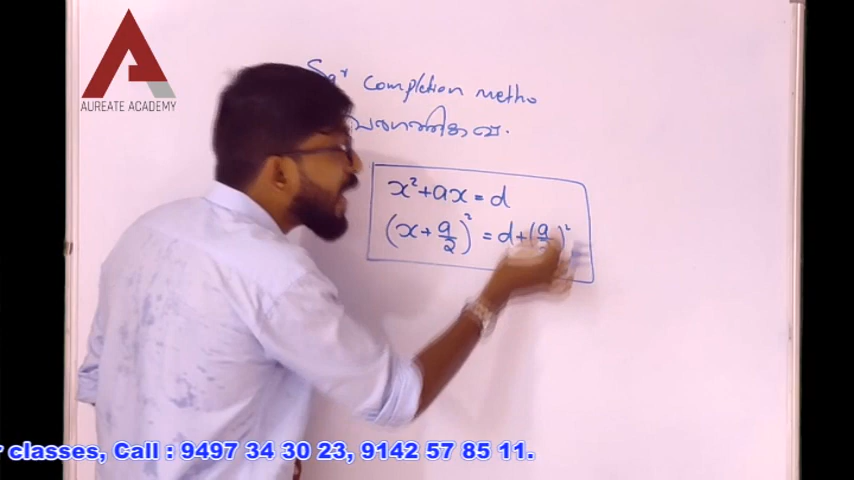 AUREATE ACADEMY
Sqr completion metho
x² + ax = d
(x + a/2)² = d + (a/2)²
classes, Call : 9497 34 30 23, 9142 57 85 11.